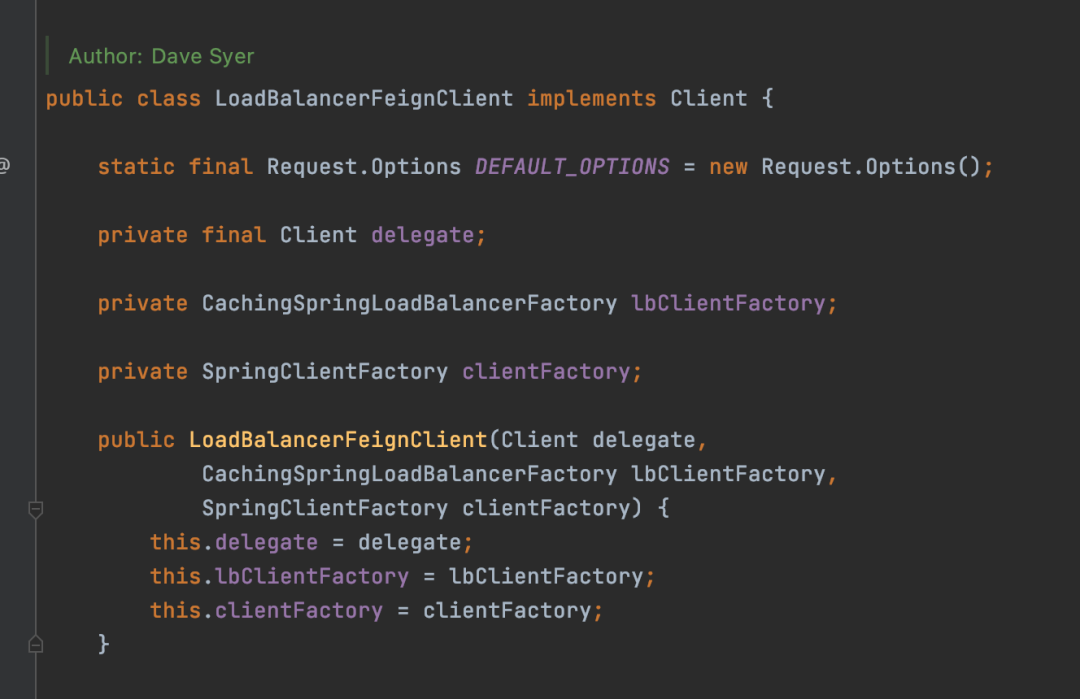 Author: Dave Syer
public class LoadBalancerFeignClient implements Client {
@
static final Request.Options DEFAULT_OPTIONS = new Request.Options();
private final Client delegate;
private CachingSpringLoadBalancerFactory lbClientFactory;
private SpringClientFactory clientFactory;
public LoadBalancerFeignClient(Client delegate,
CachingSpringLoadBalancerFactory lbClientFactory,
SpringClientFactory clientFactory) {
this.delegate = delegate;
this.lbClientFactory = lbClientFactory;
this.clientFactory = clientFactory;
}